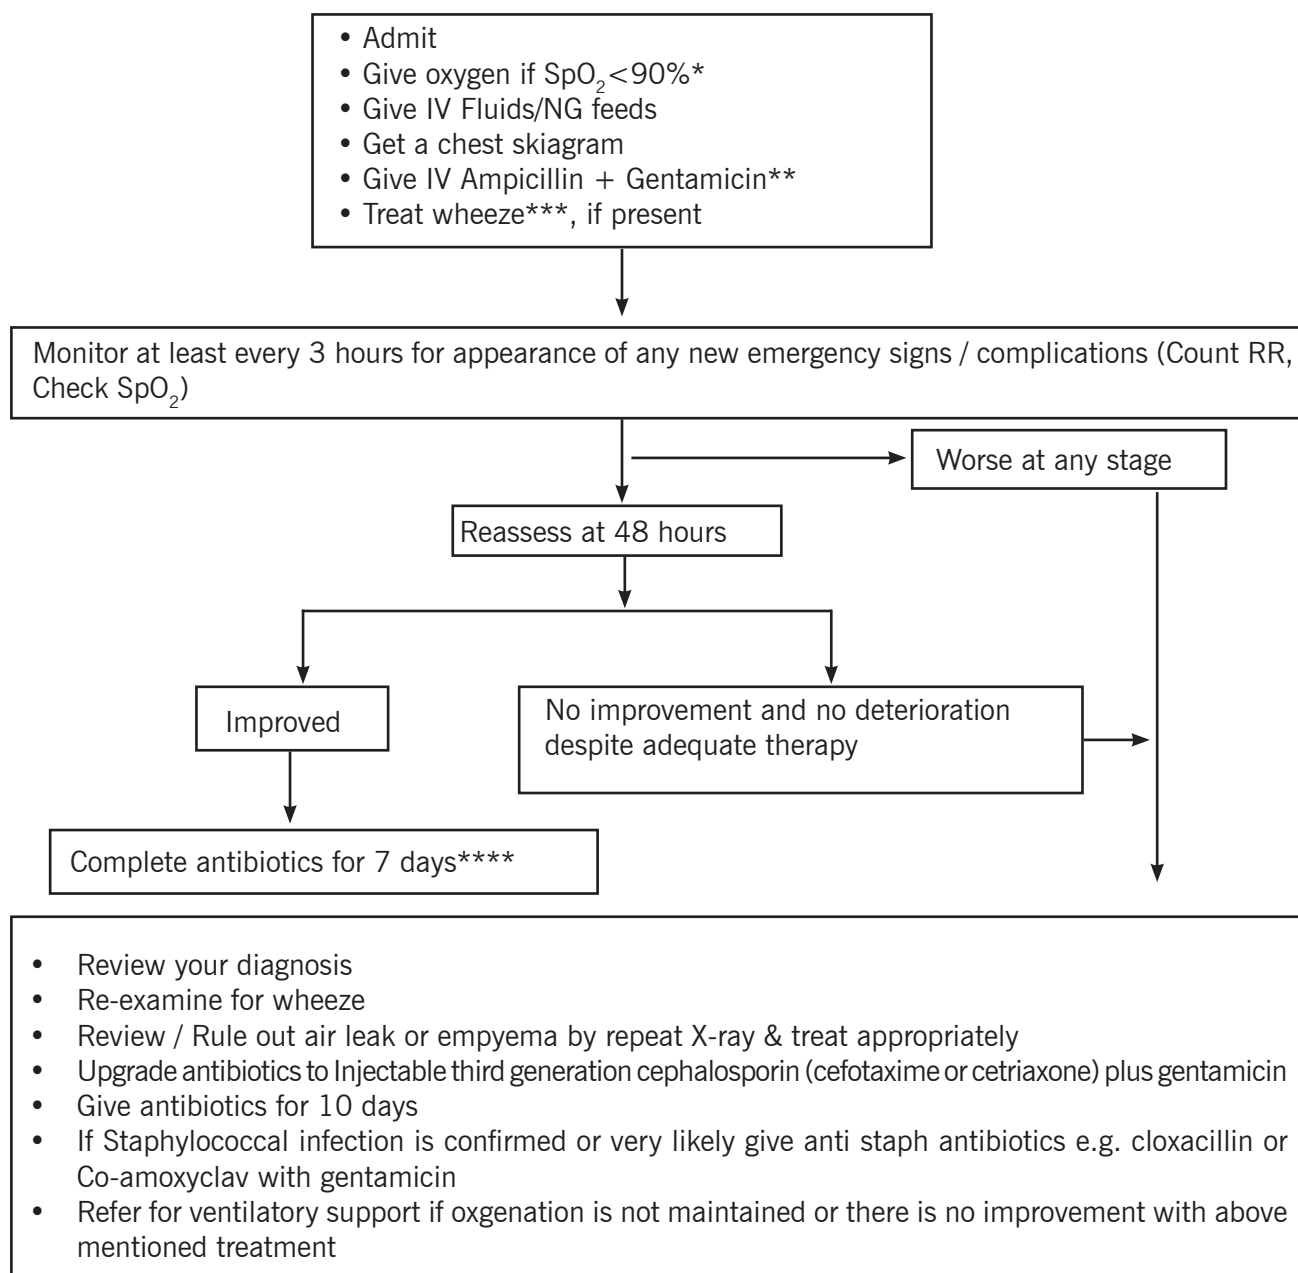 • Admit
• Give oxygen if SpO₂<90%*
• Give IV Fluids/NG feeds
• Get a chest skiagram
• Give IV Ampicillin + Gentamicin**
• Treat wheeze***, if present
Monitor at least every 3 hours for appearance of any new emergency signs / complications (Count RR,
Check SpO₂)
Worse at any stage
Reassess at 48 hours
Improved
No improvement and no deterioration
despite adequate therapy
Complete antibiotics for 7 days****
• Review your diagnosis
• Re-examine for wheeze
• Review / Rule out air leak or empyema by repeat X-ray & treat appropriately
• Upgrade antibiotics to Injectable third generation cephalosporin (cefotaxime or cetriaxone) plus gentamicin
• Give antibiotics for 10 days
• If Staphylococcal infection is confirmed or very likely give anti staph antibiotics e.g. cloxacillin or
Co-amoxyclav with gentamicin
• Refer for ventilatory support if oxgenation is not maintained or there is no improvement with above
mentioned treatment